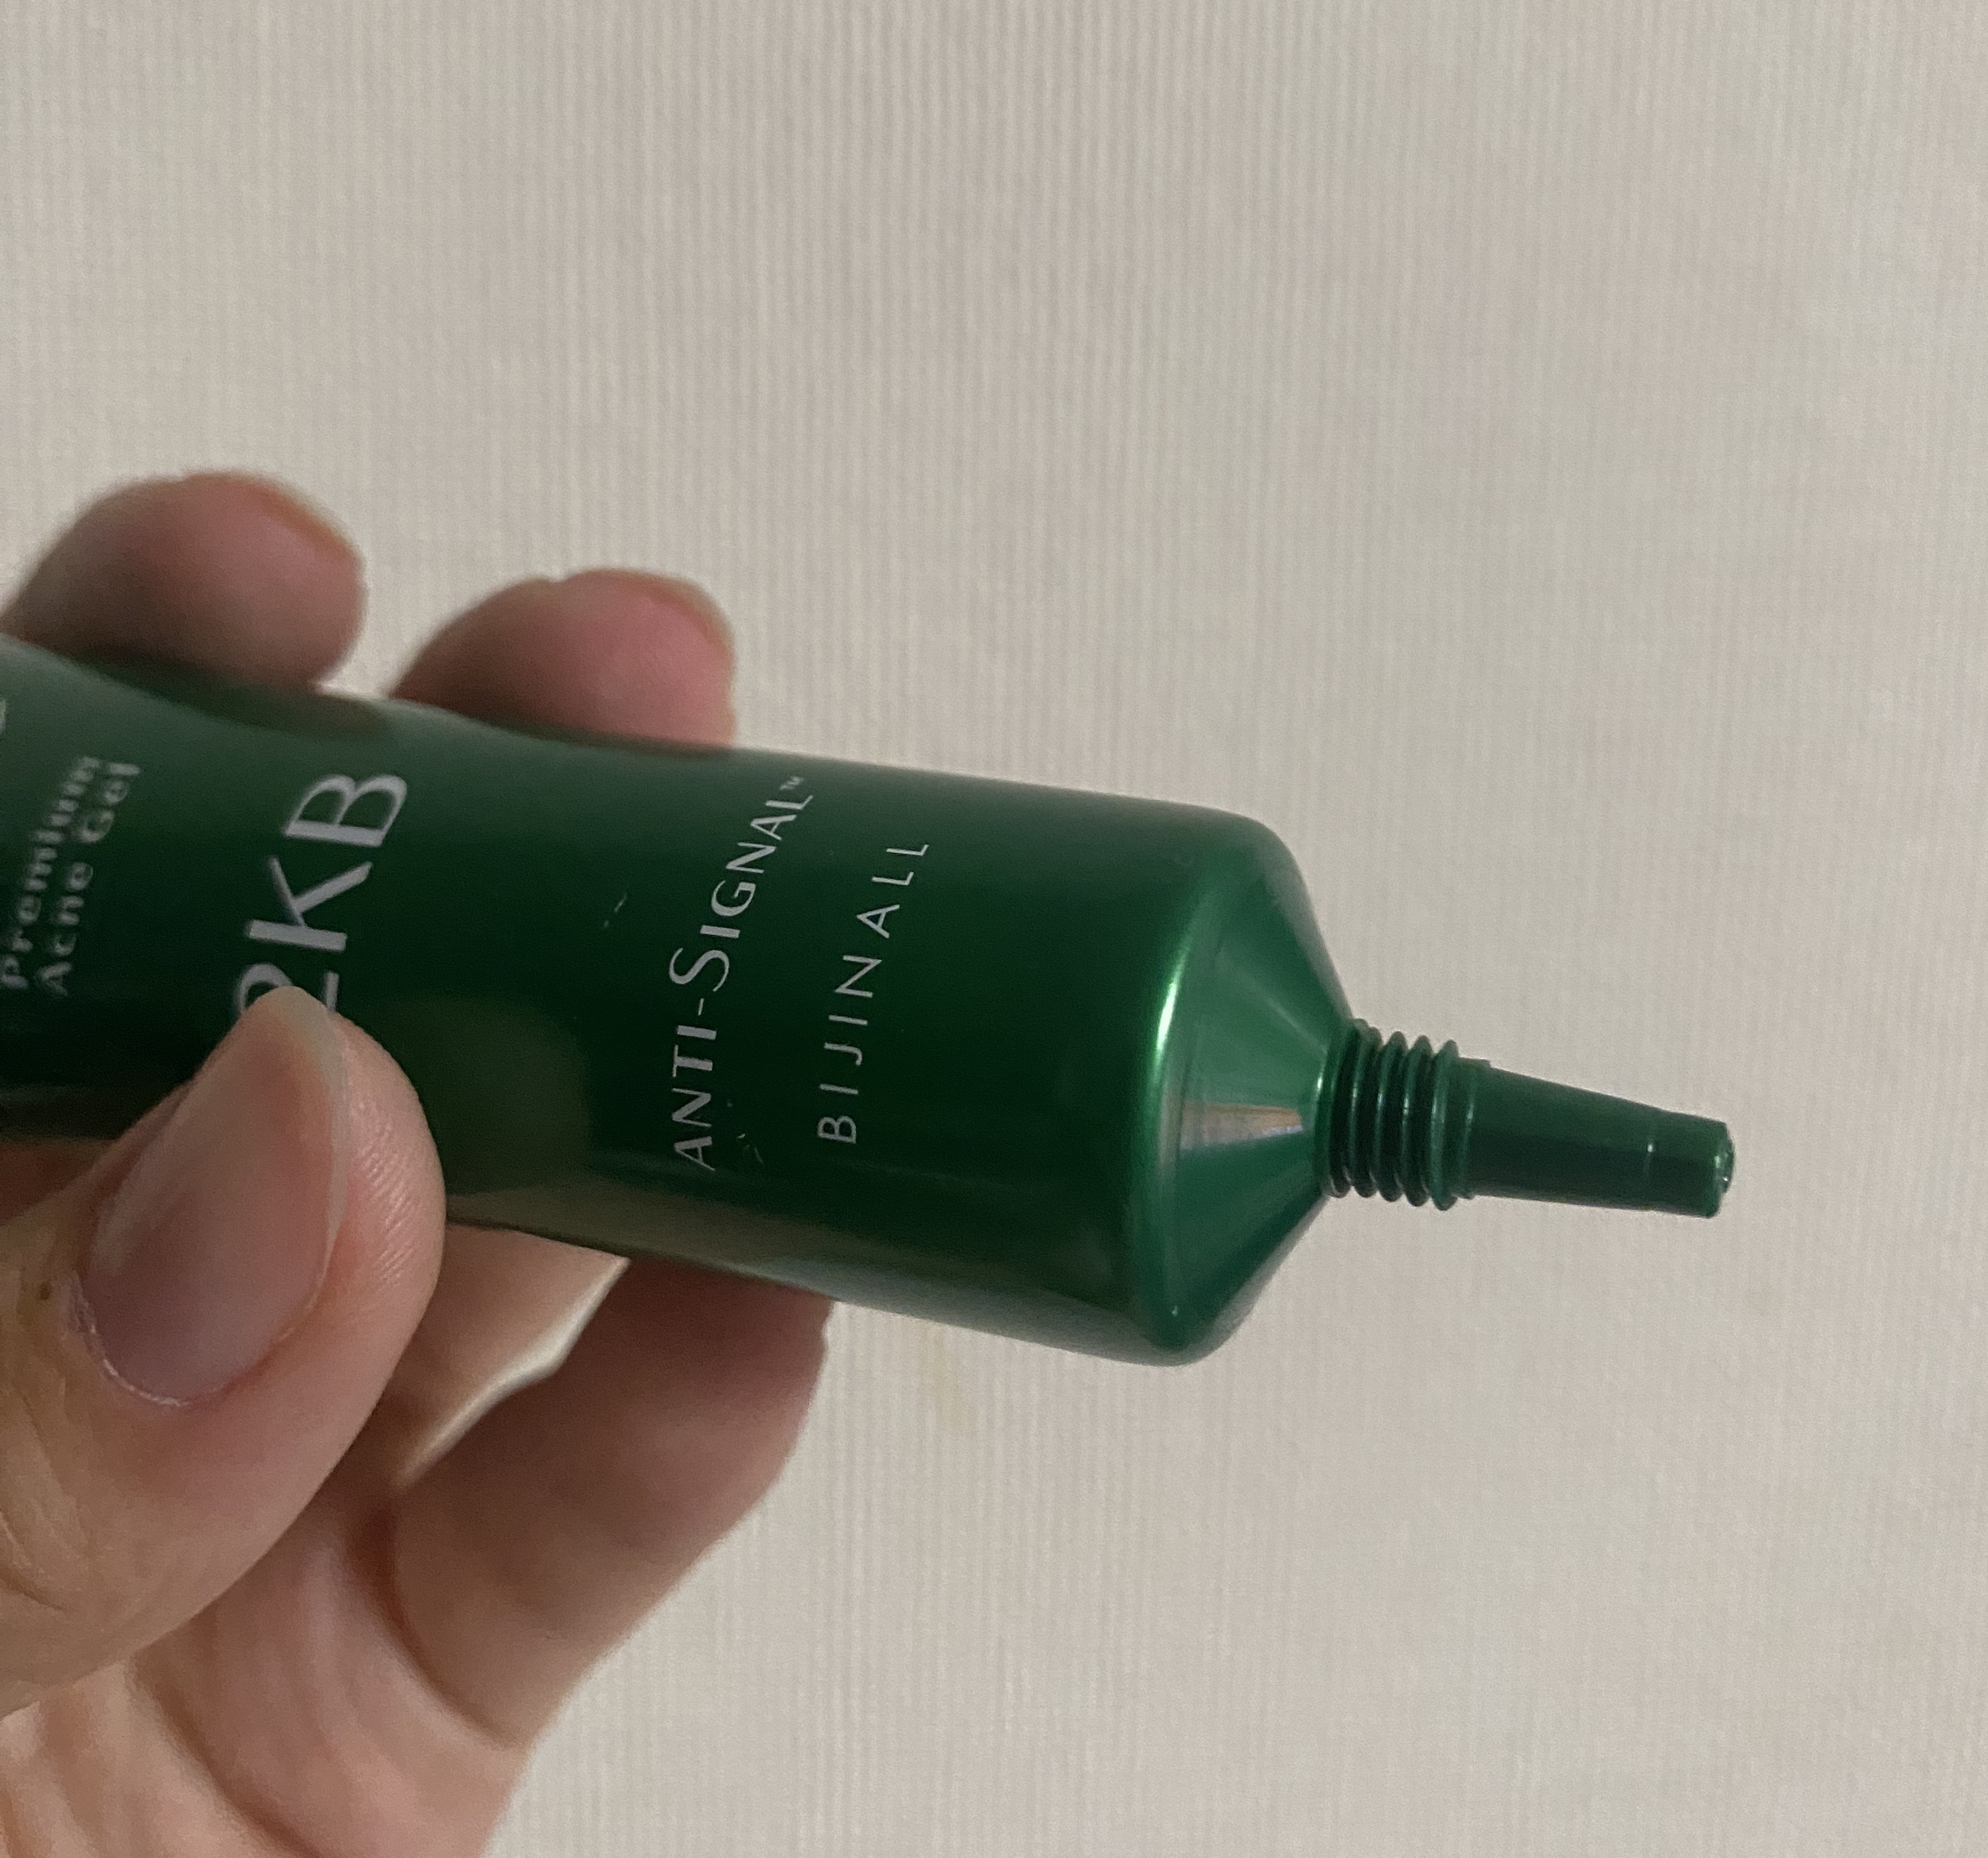 BIJINALL
ANTI-SIGNAL™
2KB
Premium
Acne Gel